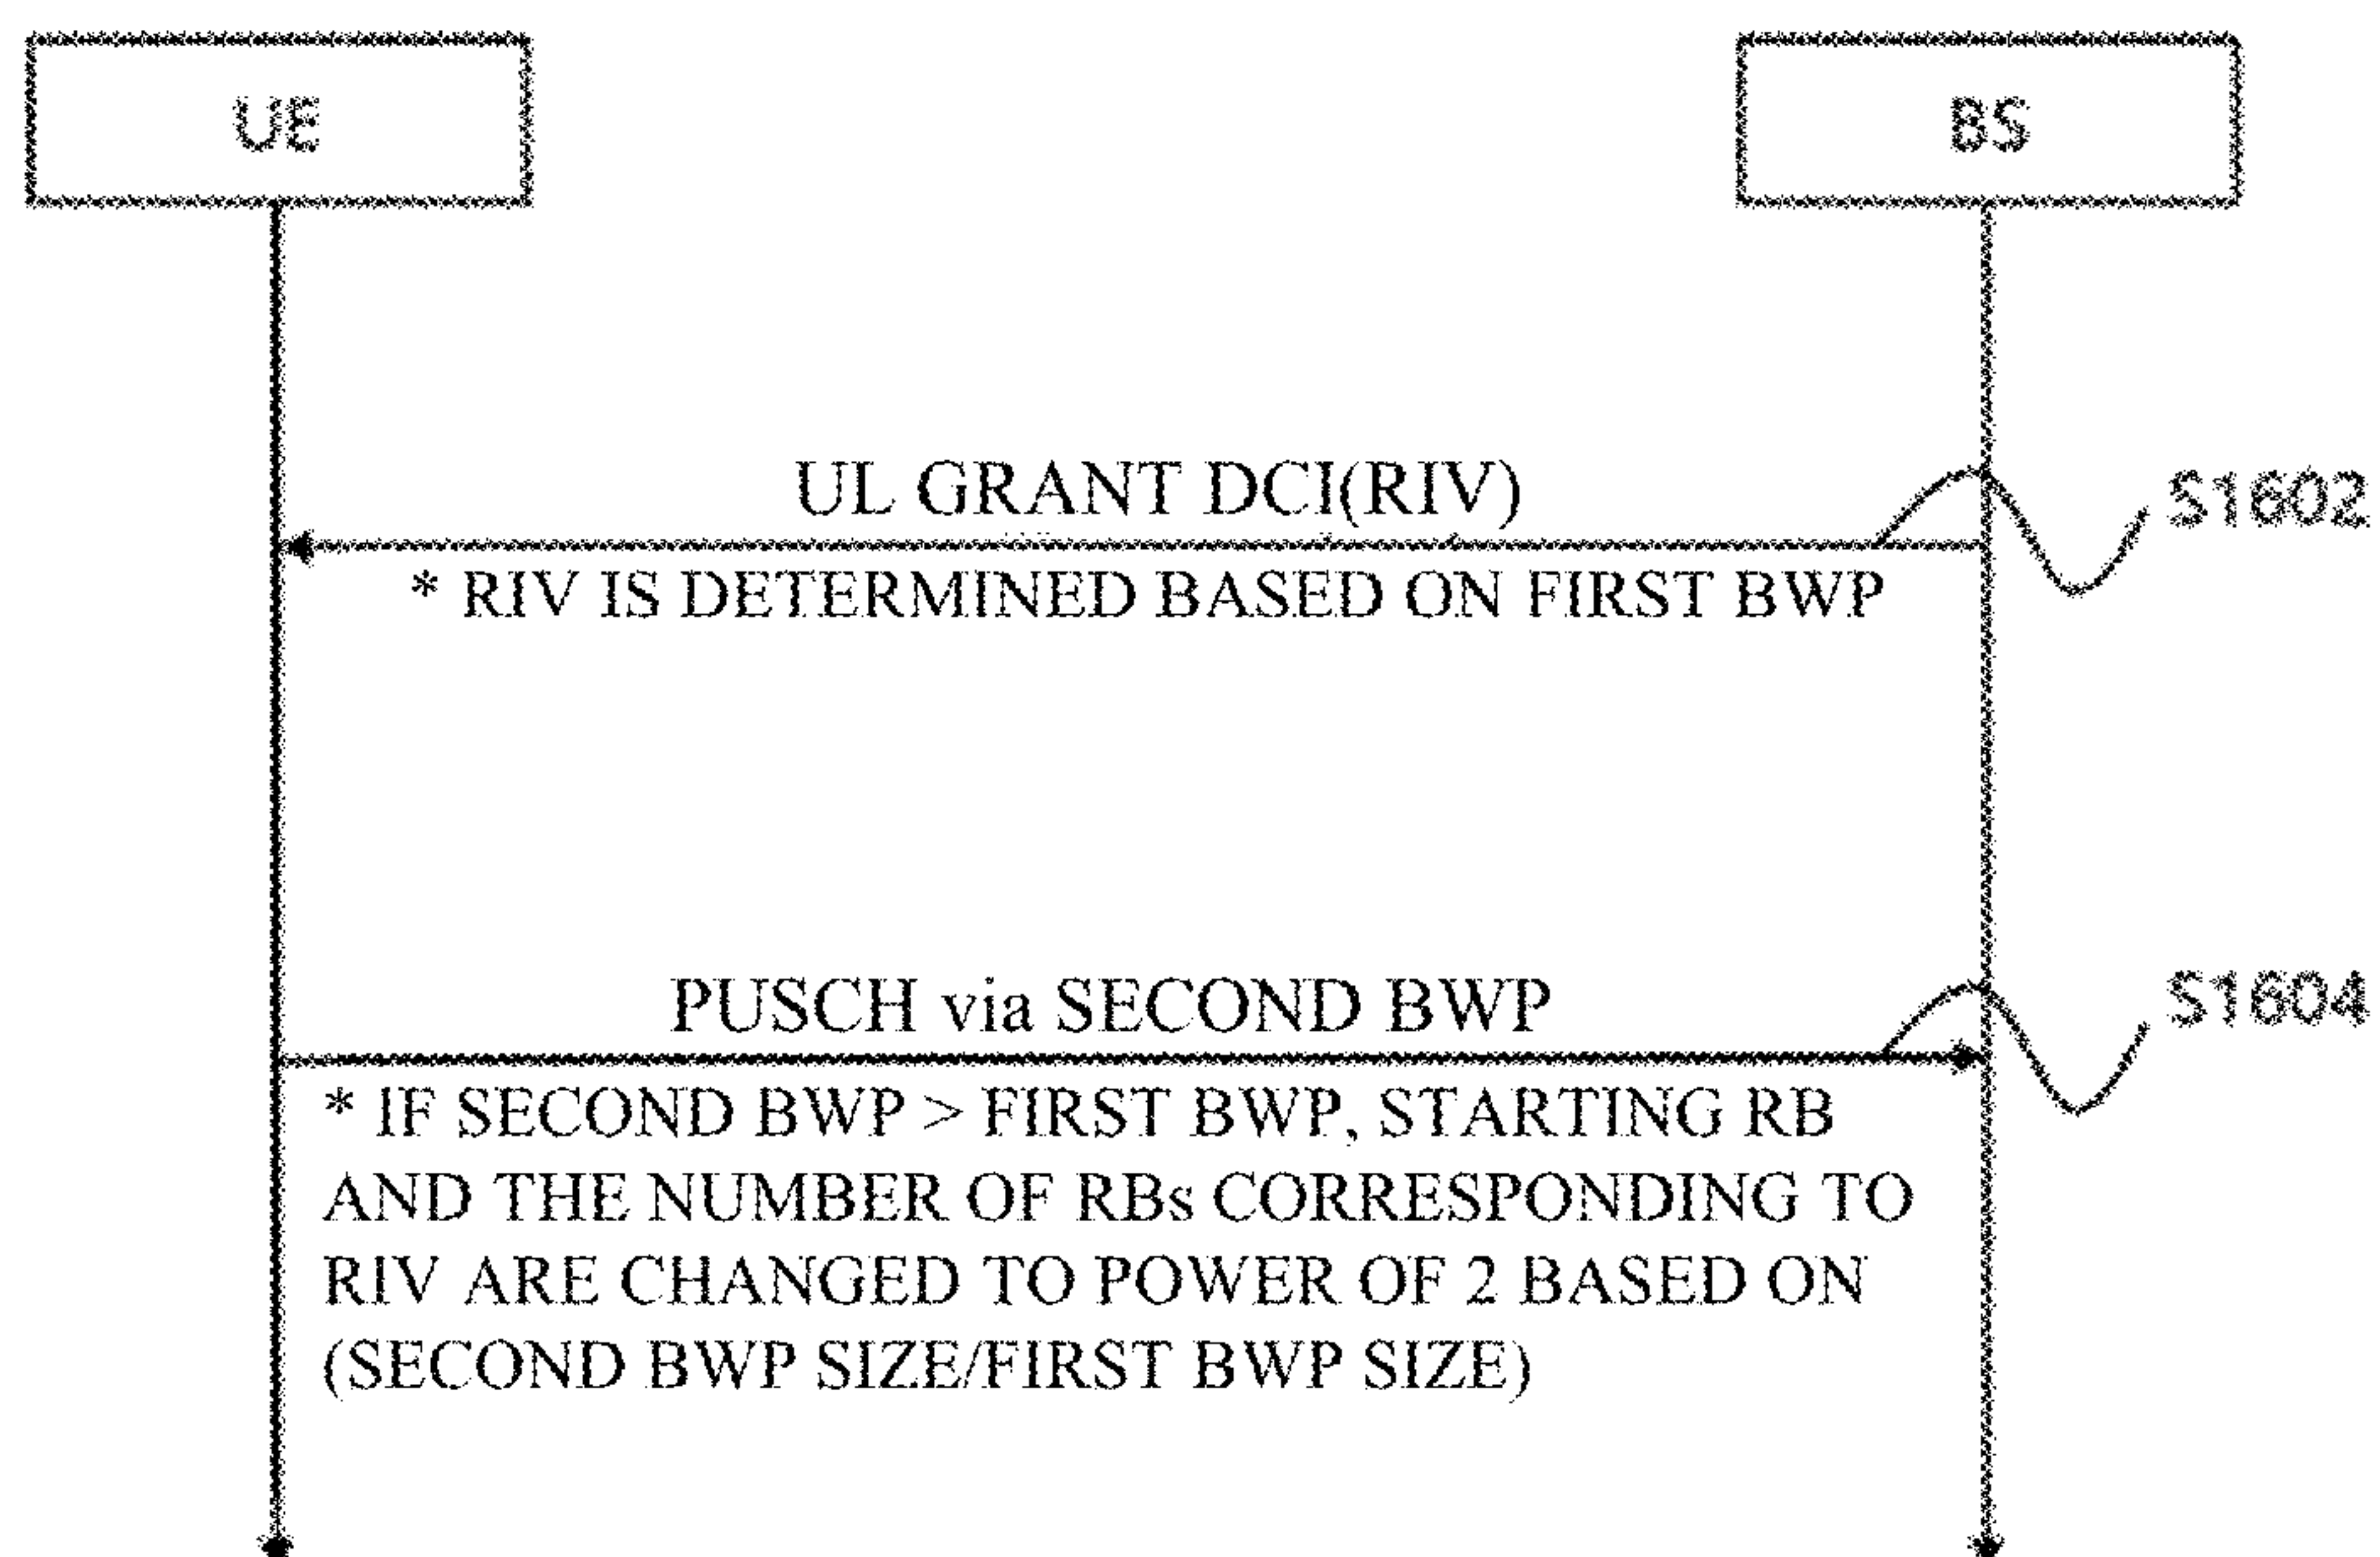 UE
BS
UL GRANT DCI(RIV)
S1602
* RIV IS DETERMINED BASED ON FIRST BWP
PUSCH via SECOND BWP
S1604
* IF SECOND BWP > FIRST BWP, STARTING RB
AND THE NUMBER OF RBs CORRESPONDING TO
RIV ARE CHANGED TO POWER OF 2 BASED ON
(SECOND BWP SIZE/FIRST BWP SIZE)